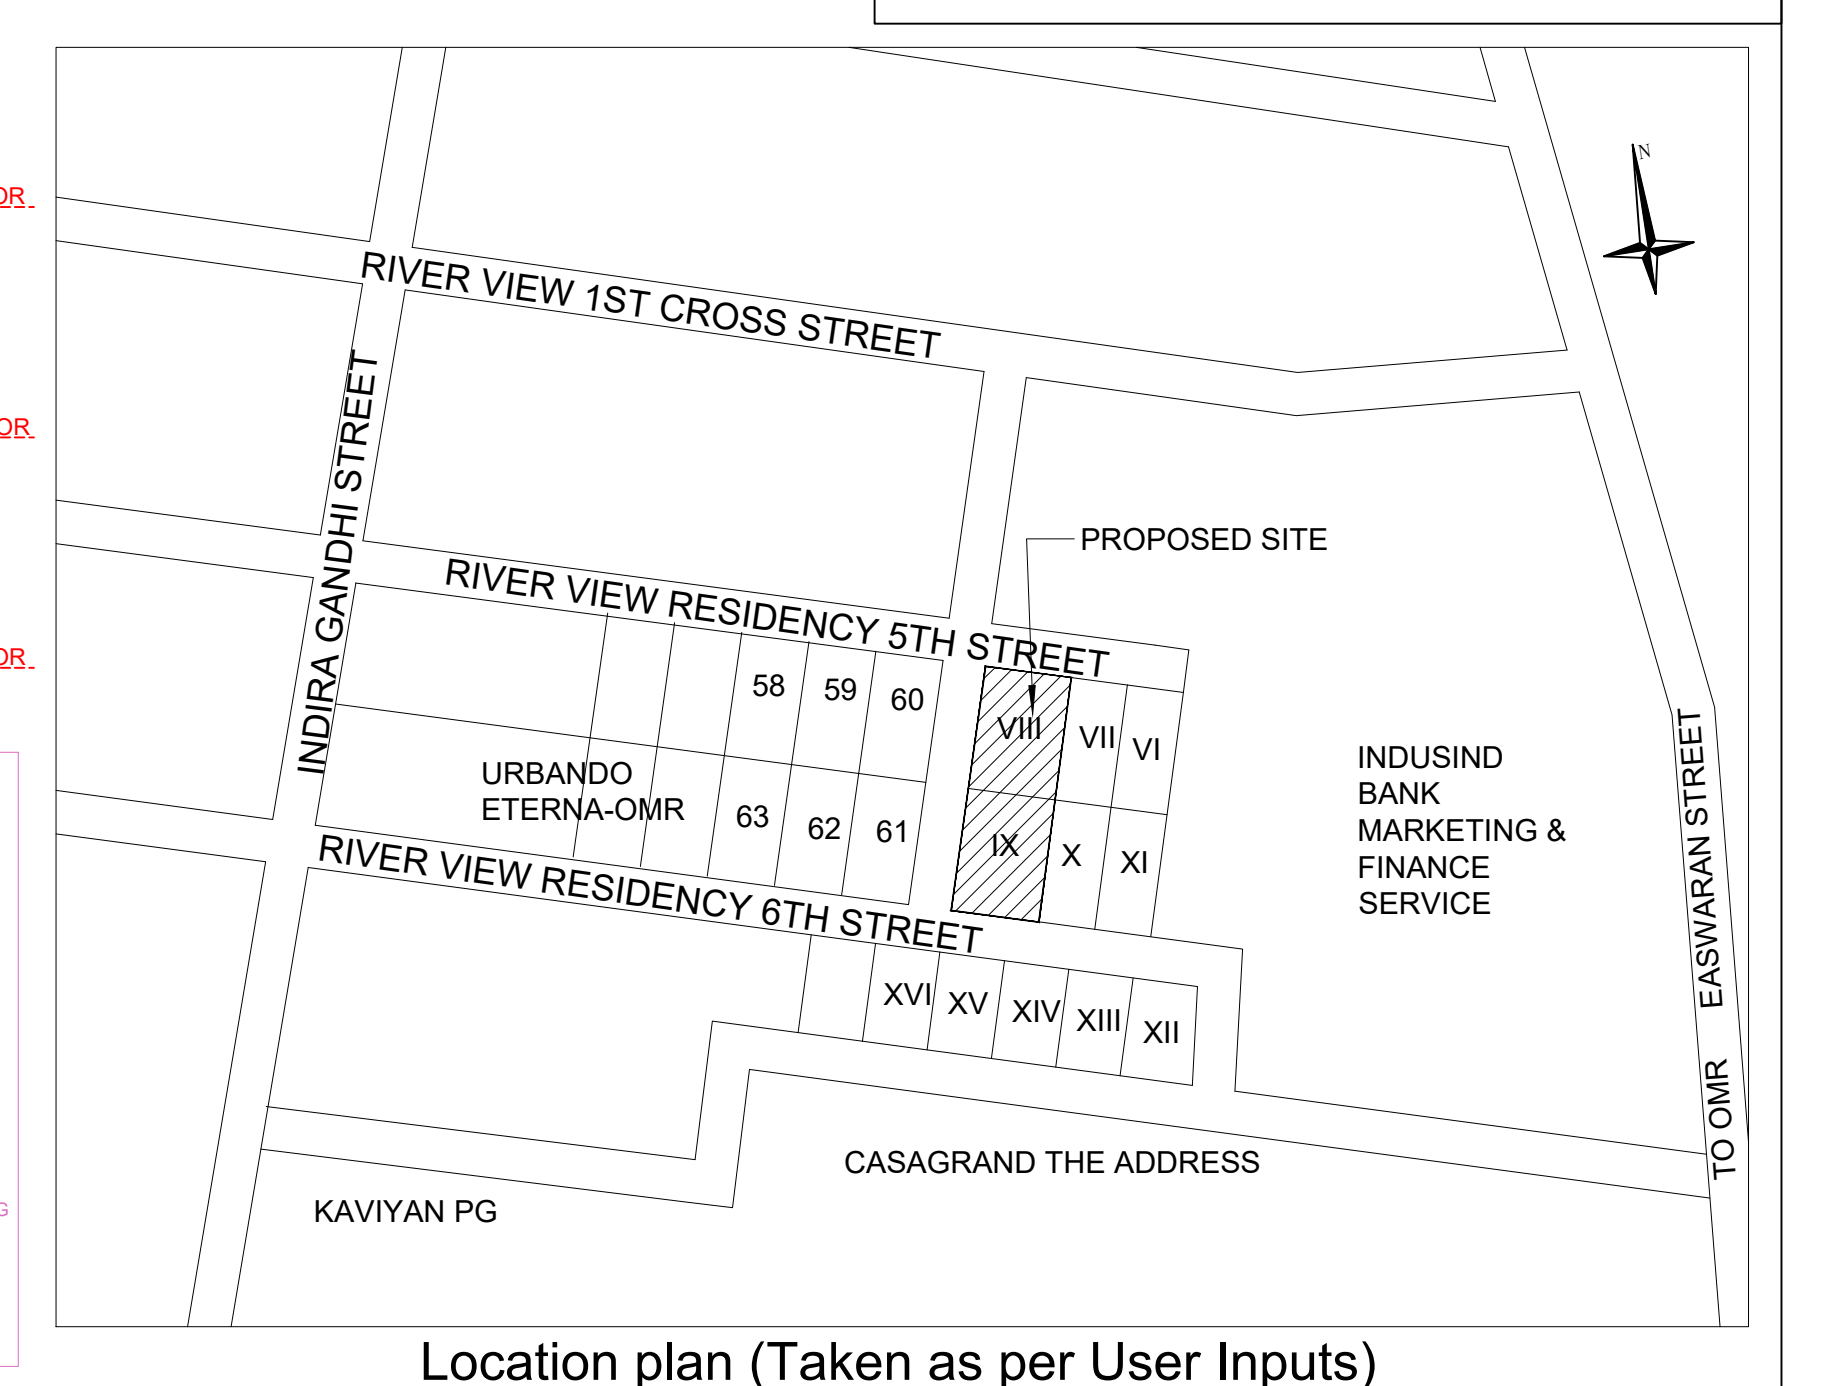 N
OR
RIVER VIEW 1ST CROSS STREET
OR
INDIRA GANDHI STREET
PROPOSED SITE
RIVER VIEW RESIDENCY 5TH STREET
OR
58
59
60
VIII
VII
VI
URBANDO
ETERNA-OMR
63
62
61
IX
X
XI
INDUSIND
BANK
MARKETING &
FINANCE
SERVICE
EASWARAN STREET
TO OMR
RIVER VIEW RESIDENCY 6TH STREET
XVI
XV
XIV
XIII
XII
CASAGRAND THE ADDRESS
KAVIYAN PG
G
Location plan (Taken as per User Inputs)